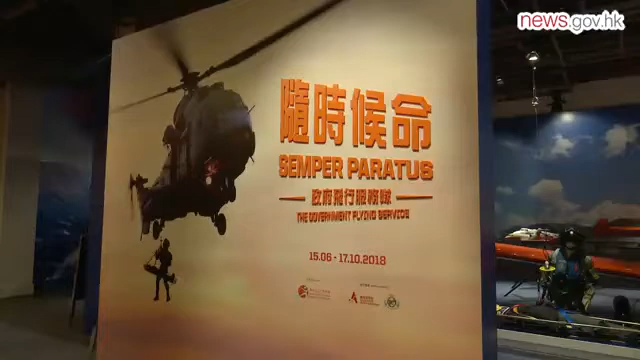 news.gov.hk
隨時候命
SEMPER PARATUS
政府飛行服務隊
THE GOVERNMENT FLYING SERVICE
15.06 - 17.10.2018